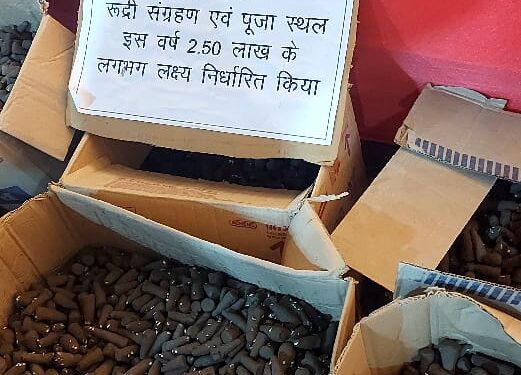 रूद्री संग्रहण एवं पूजा स्थल
इस वर्ष 2.50 लाख के
लगभग लक्ष्य निर्धारित किया